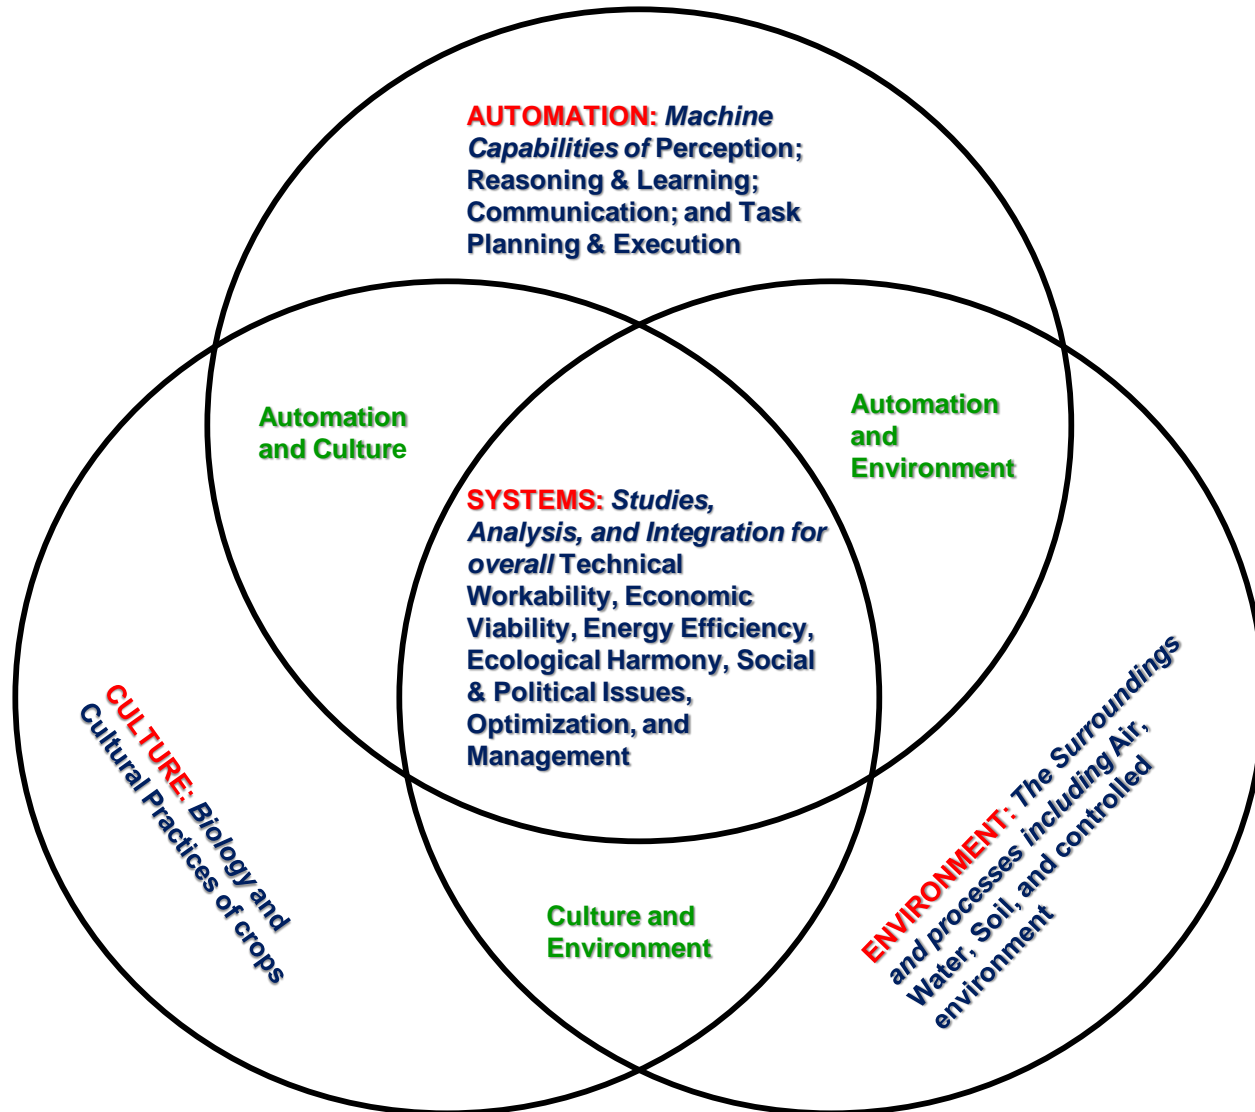 AUTOMATION: Machine
Capabilities of Perception;
Reasoning & Learning;
Communication; and Task
Planning & Execution
Automation
and Culture
Automation
and
Environment
SYSTEMS: Studies,
Analysis, and Integration for
overall Technical
Workability, Economic
Viability, Energy Efficiency,
Ecological Harmony, Social
& Political Issues,
Optimization, and
Management
CULTURE: Biology and
Cultural Practices of crops
ENVIRONMENT: The Surroundings
and processes including Air,
Water, Soil, and controlled
environment
Culture and
Environment